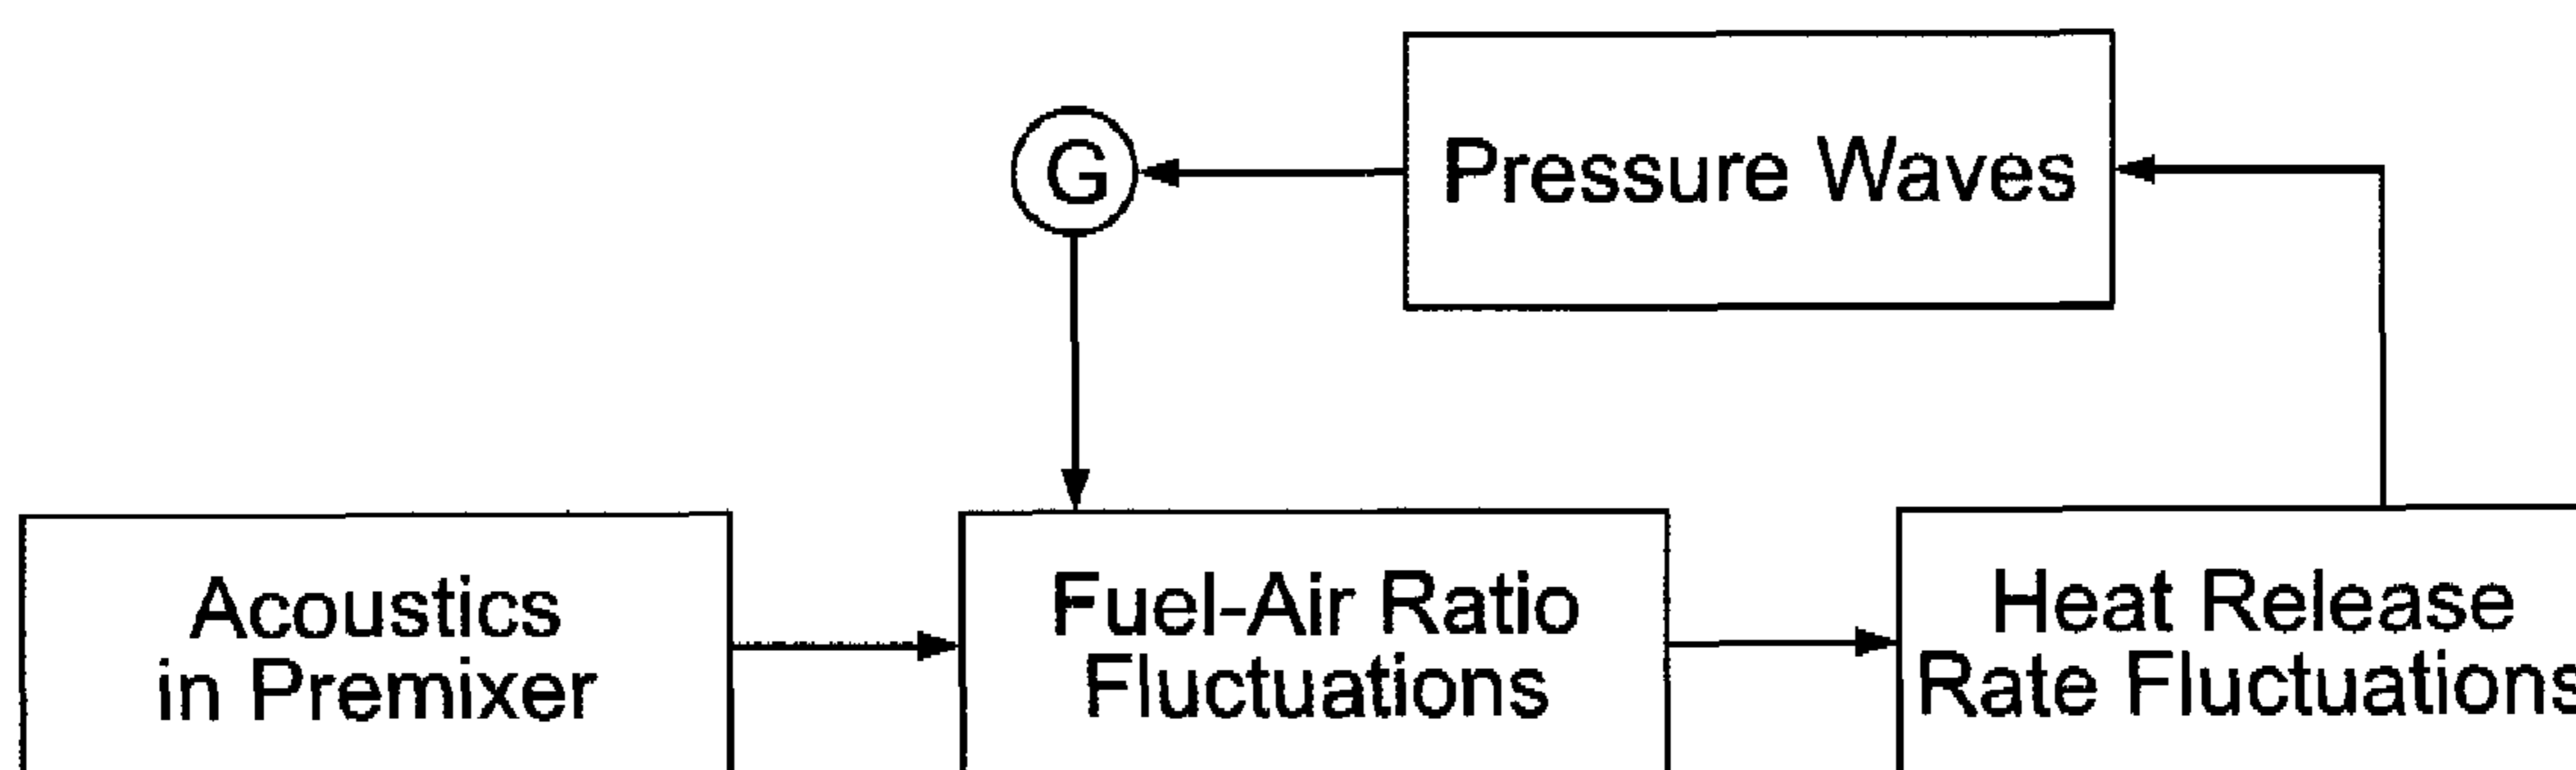 G
Pressure Waves
Acoustics
in Premixer
Fuel-Air Ratio
Fluctuations
Heat Release
Rate Fluctuations